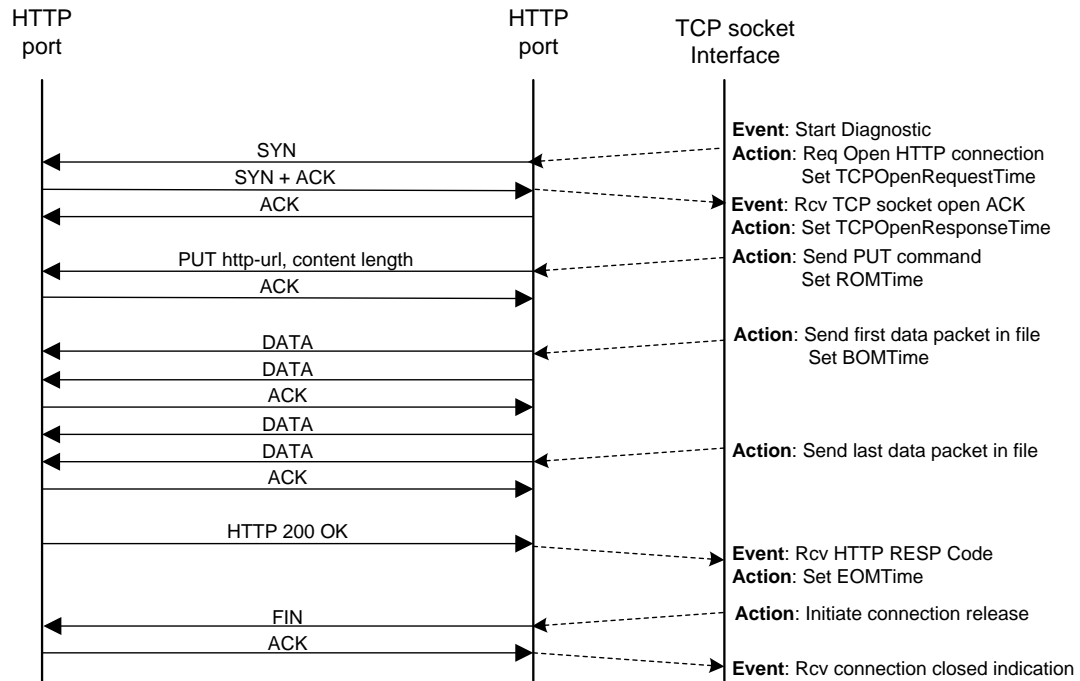 HTTP
port
HTTP
port
TCP socket
Interface
Event: Start Diagnostic
SYN
Action: Req Open HTTP connection
Set TCPOpenRequestTime
SYN + ACK
Event: Rcv TCP socket open ACK
ACK
Action: Set TCPOpenResponseTime
PUT http-url, content length
Action: Send PUT command
Set ROMTime
ACK
Action: Send first data packet in file
DATA
Set BOMTime
DATA
ACK
DATA
DATA
Action: Send last data packet in file
ACK
HTTP 200 OK
Event: Rcv HTTP RESP Code
Action: Set EOMTime
FIN
Action: Initiate connection release
ACK
Event: Rcv connection closed indication